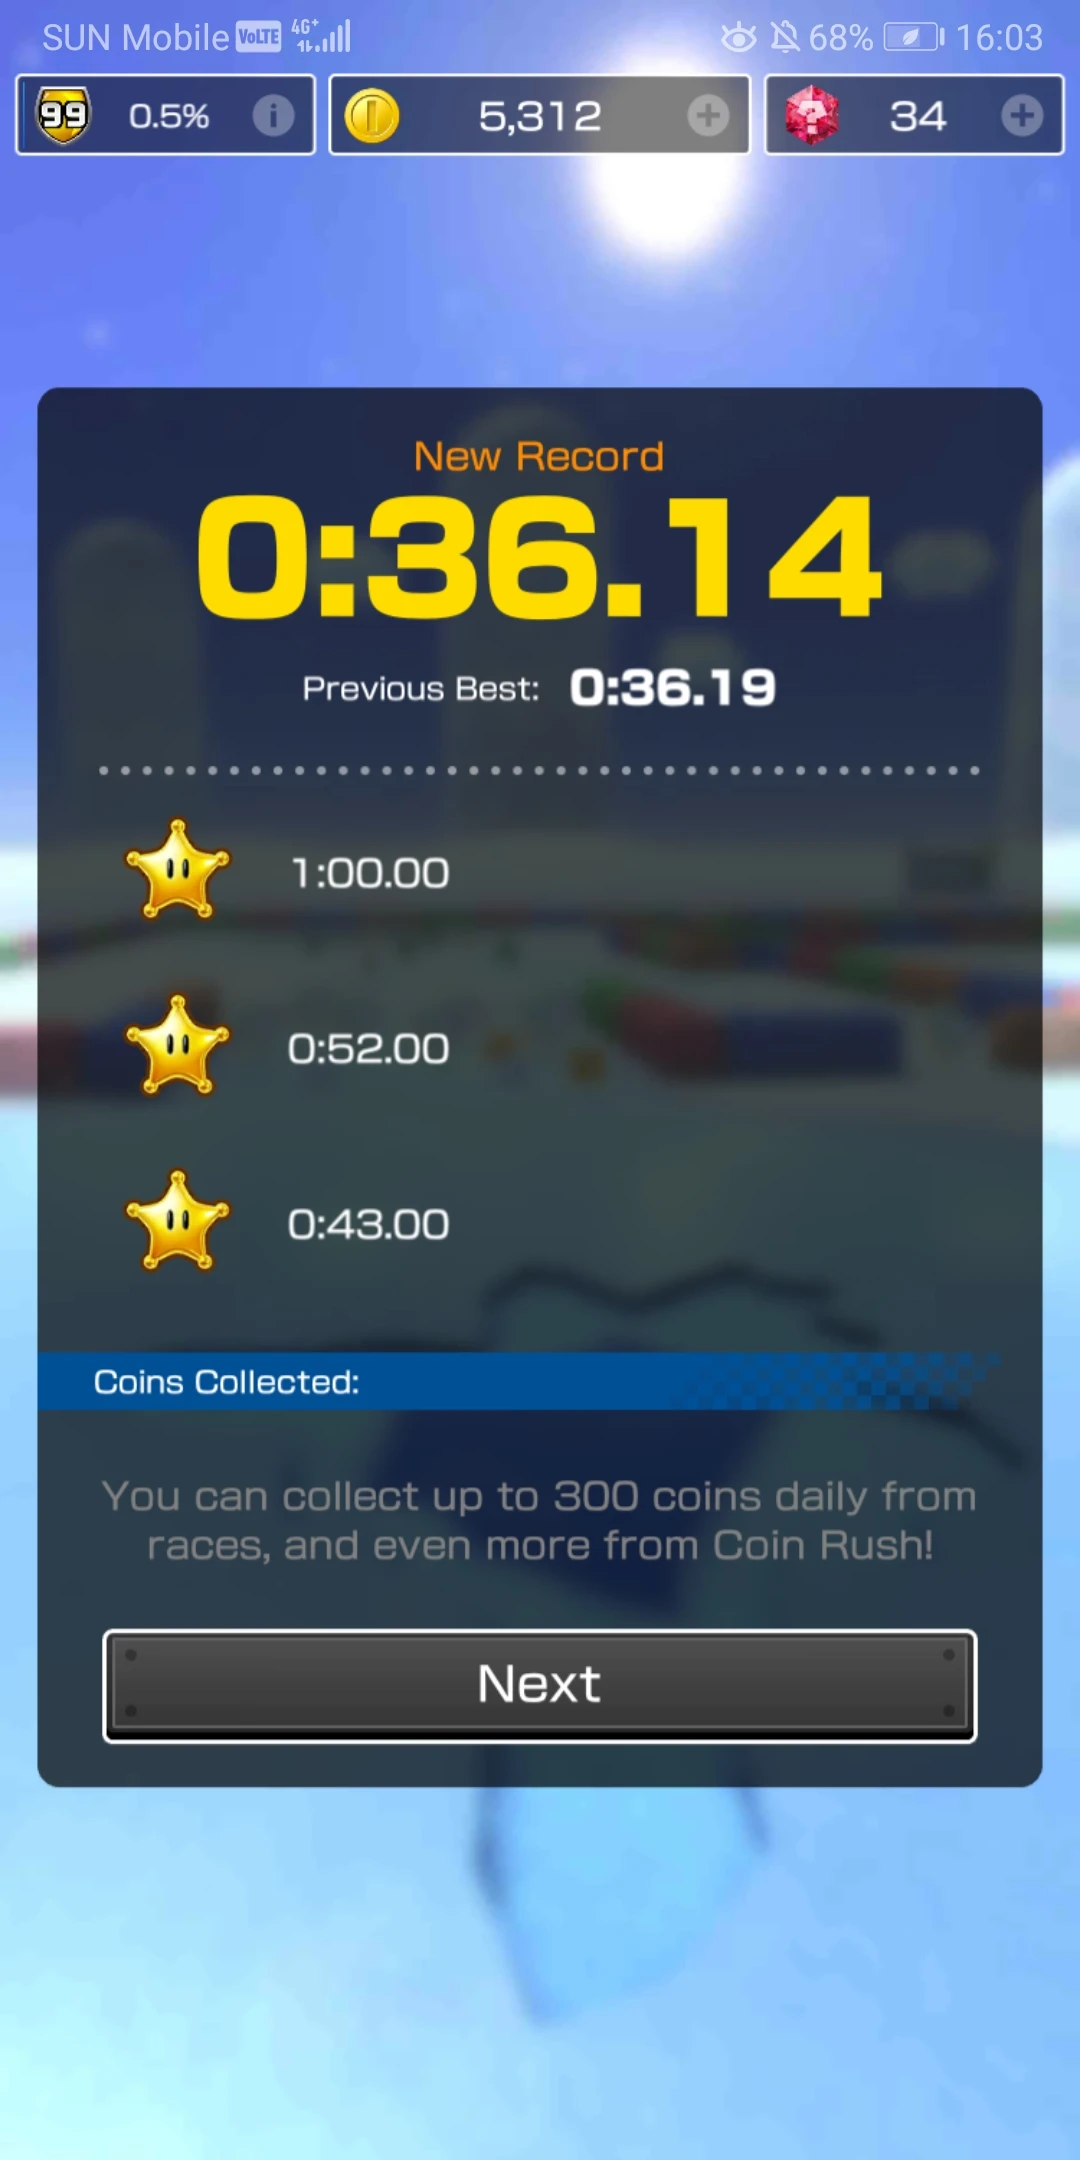 SUN Mobile VoLTE 4G+ 68% 16:03
99 0.5% i 5,312 + ? 34 +
New Record
0:36.14
Previous Best: 0:36.19
1:00.00
0:52.00
0:43.00
Coins Collected:
You can collect up to 300 coins daily from
races, and even more from Coin Rush!
Next